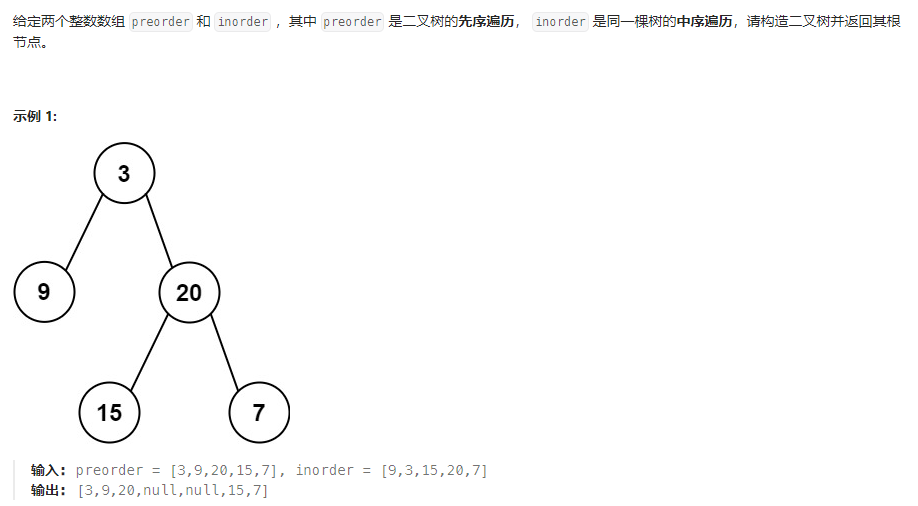 给定两个整数数组 preorder 和 inorder ，其中 preorder 是二叉树的先序遍历， inorder 是同一棵树的中序遍历，请构造二叉树并返回其根
节点。
示例 1:
3
9
20
15
7
输入: preorder = [3,9,20,15,7], inorder = [9,3,15,20,7]
输出: [3,9,20,null,null,15,7]